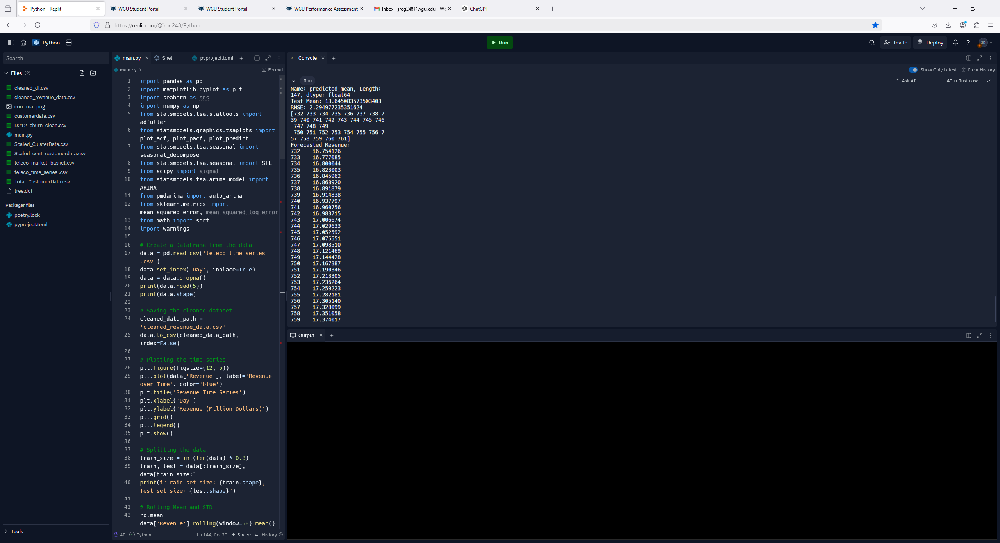 Python - Replit
WGU Student Portal
WGU Student Portal
WGU Performance Assessment
Inbox - jrog248@wgu.edu - We
ChatGPT
https://replit.com/@jrog248/Python
Python
Run
Invite
Deploy
JR
Search
Files
cleaned_df.csv
cleaned_revenue_data.csv
corr_mat.png
customerdata.csv
D212_churn_clean.csv
main.py
Scaled_ClusterData.csv
Scaled_cont_customerdata.csv
teleco_market_basket.csv
teleco_time_series .csv
Total_CustomerData.csv
tree.dot
Packager files
poetry.lock
pyproject.toml
Tools
main.py
Shell
pyproject.toml
main.py > ...
Format
1 import pandas as pd
2 import matplotlib.pyplot as plt
3 import seaborn as sns
4 import numpy as np
5 from statsmodels.tsa.stattools import
adfuller
6 from statsmodels.graphics.tsaplots import
plot_acf, plot_pacf, plot_predict
7 from statsmodels.tsa.seasonal import
seasonal_decompose
8 from statsmodels.tsa.seasonal import STL
9 from scipy import signal
10 from statsmodels.tsa.arima.model import
ARIMA
11 from pmdarima import auto_arima
12 from sklearn.metrics import
mean_squared_error, mean_squared_log_error
13 from math import sqrt
14 import warnings
15
16 # Create a DataFrame from the data
17 data = pd.read_csv('teleco_time_series
.csv')
18 data.set_index('Day', inplace=True)
19 data = data.dropna()
20 print(data.head(5))
21 print(data.shape)
22
23 # Saving the cleaned dataset
24 cleaned_data_path =
'cleaned_revenue_data.csv'
25 data.to_csv(cleaned_data_path,
index=False)
26
27 # Plotting the time series
28 plt.figure(figsize=(12, 5))
29 plt.plot(data['Revenue'], label='Revenue
over Time', color='blue')
30 plt.title('Revenue Time Series')
31 plt.xlabel('Day')
32 plt.ylabel('Revenue (Million Dollars)')
33 plt.grid()
34 plt.legend()
35 plt.show()
36
37 # Splitting the data
38 train_size = int(len(data) * 0.8)
39 train, test = data[:train_size],
data[train_size:]
40 print(f"Train set size: {train.shape},
Test set size: {test.shape}")
41
42 # Rolling Mean and STD
43 rolmean =
data['Revenue'].rolling(window=50).mean()
AI
Python
Ln 144, Col 30
Spaces: 4
History
Console
Show Only Latest
Clear History
Run
Ask AI
40s • Just now
Name: predicted_mean, Length:
147, dtype: float64
Test Mean: 13.645083573503403
RMSE: 2.294977235351624
[732 733 734 735 736 737 738 7
39 740 741 742 743 744 745 746
747 748 749
750 751 752 753 754 755 756 7
57 758 759 760 761]
Forecasted Revenue:
732 16.754126
733 16.777085
734 16.800044
735 16.823003
736 16.845962
737 16.868920
738 16.891879
739 16.914838
740 16.937797
741 16.960756
742 16.983715
743 17.006674
744 17.029633
745 17.052592
746 17.075551
747 17.098510
748 17.121469
749 17.144428
750 17.167387
751 17.190346
752 17.213305
753 17.236264
754 17.259223
755 17.282181
756 17.305140
757 17.328099
758 17.351058
759 17.374017
Output